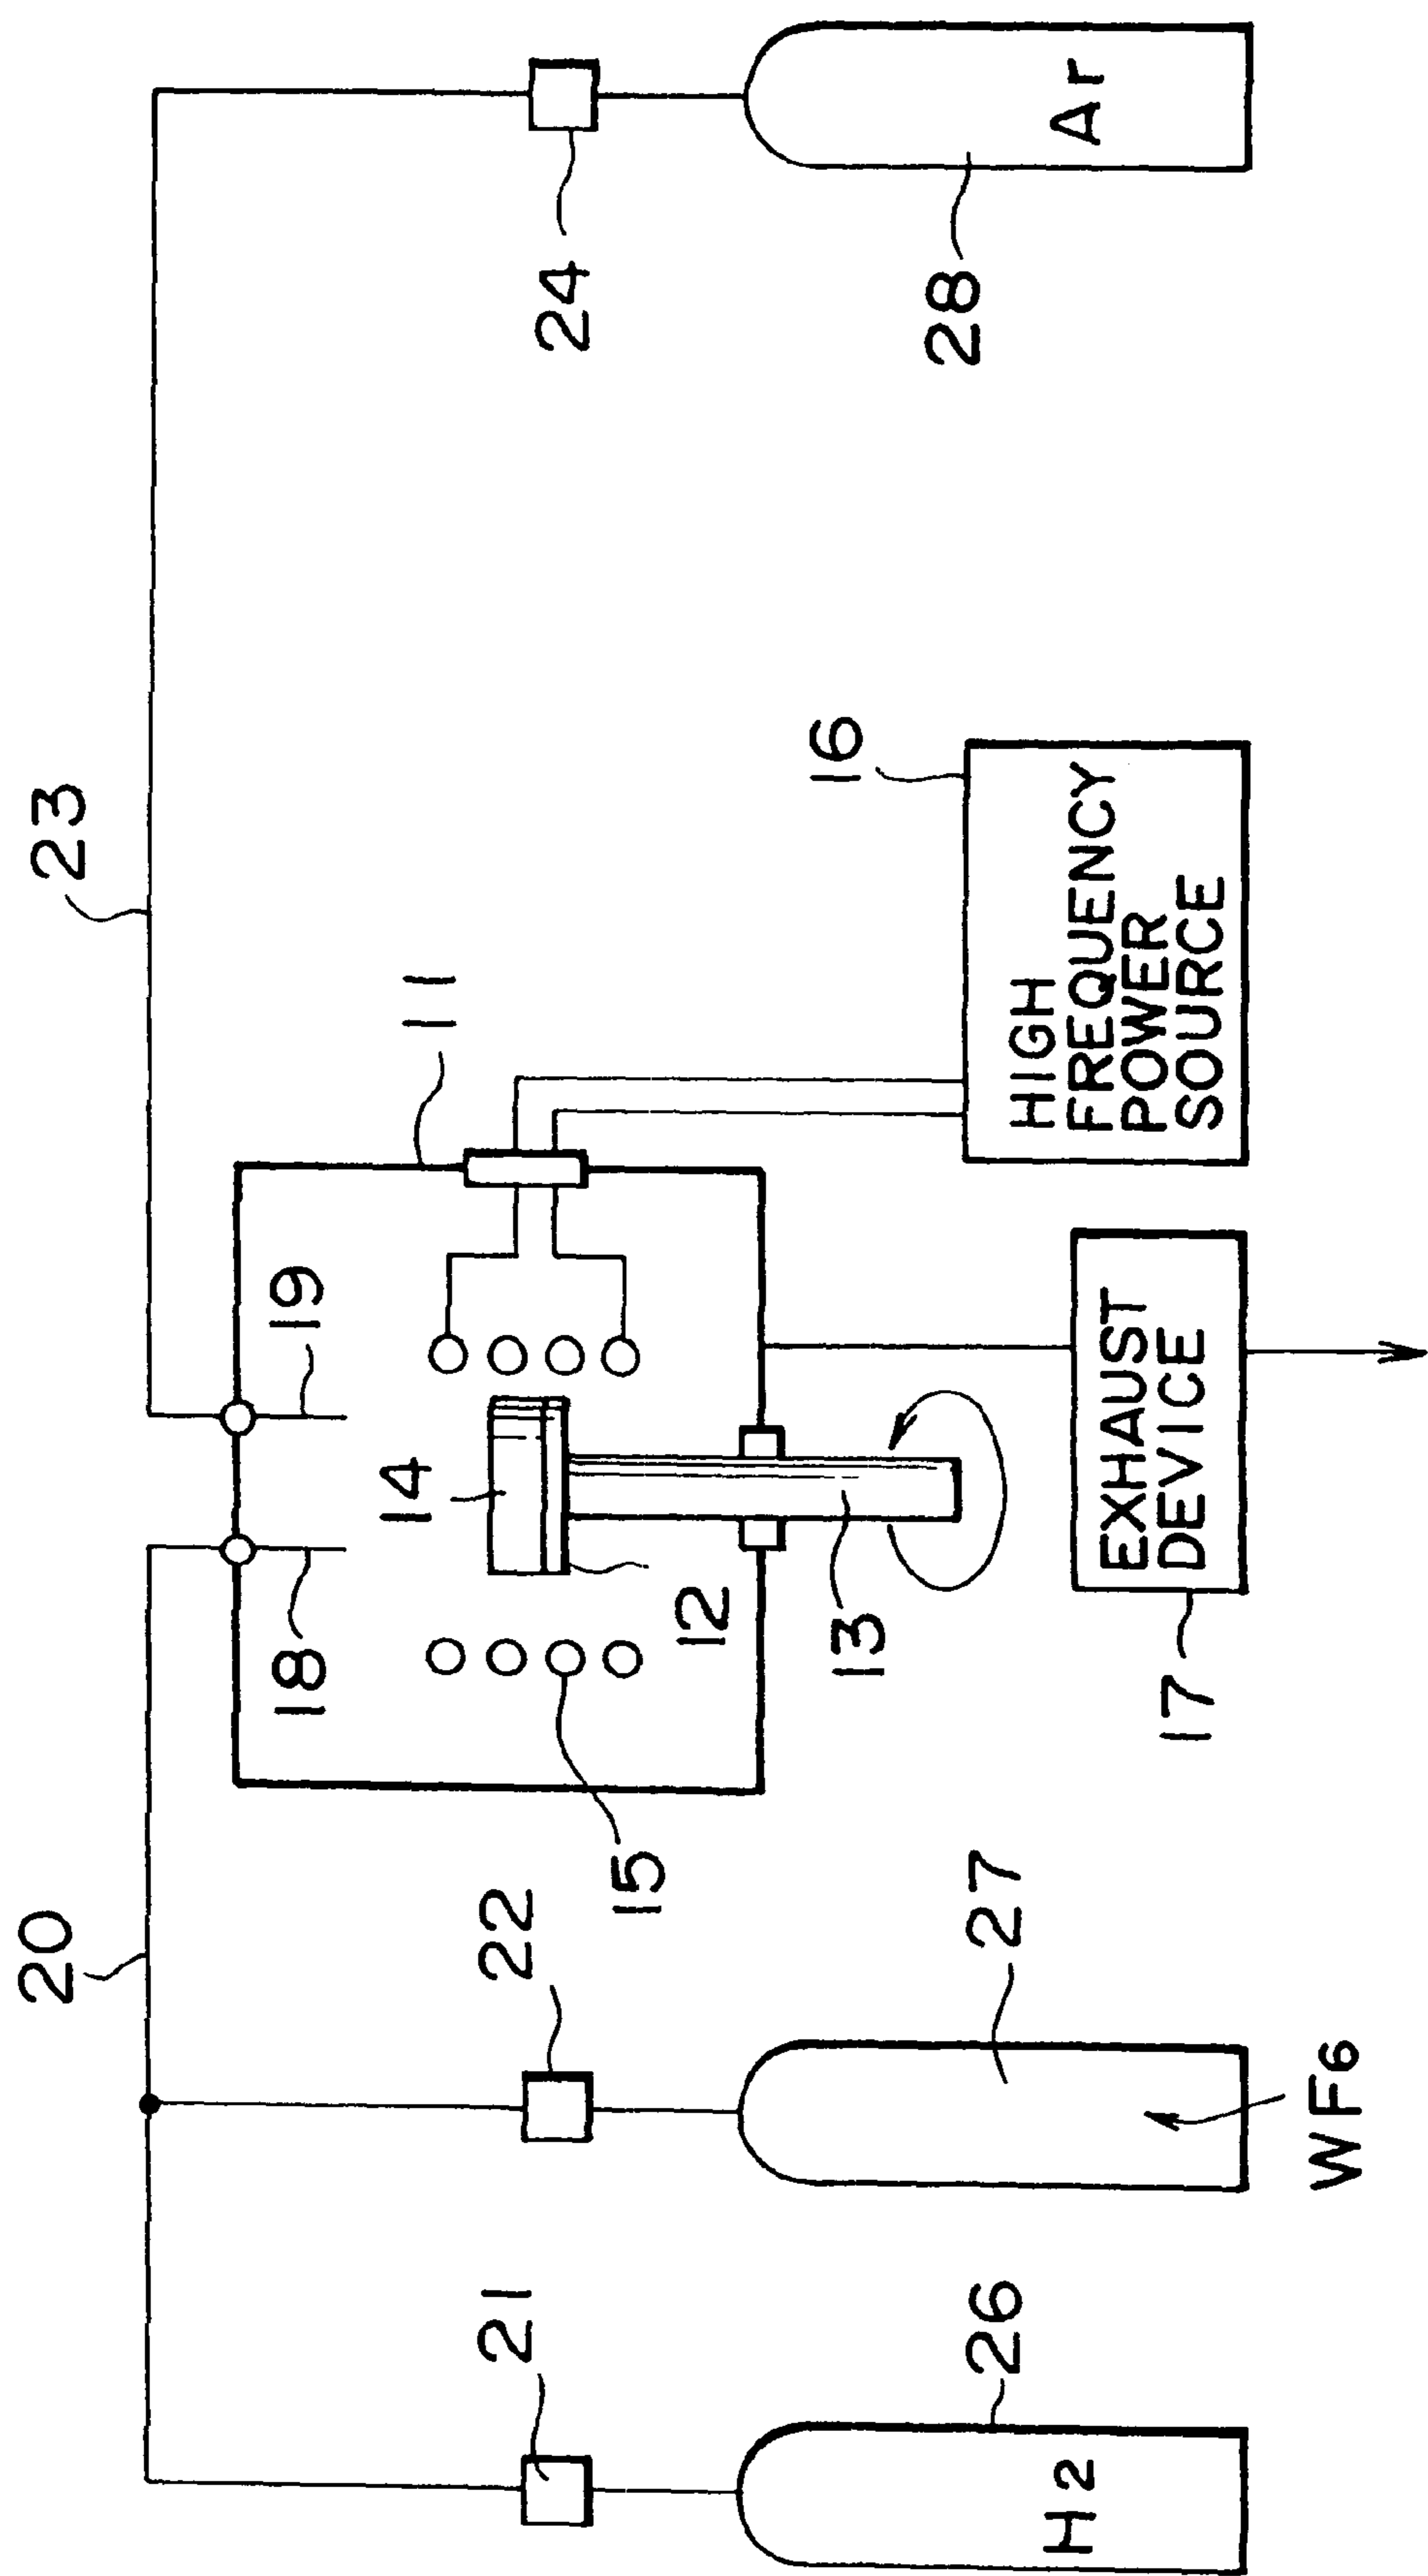 20
23
21
22
18
19
11
14
12
15
13
24
16
HIGH
FREQUENCY
POWER
SOURCE
26
H2
27
WF6
17
EXHAUST
DEVICE
28
Ar